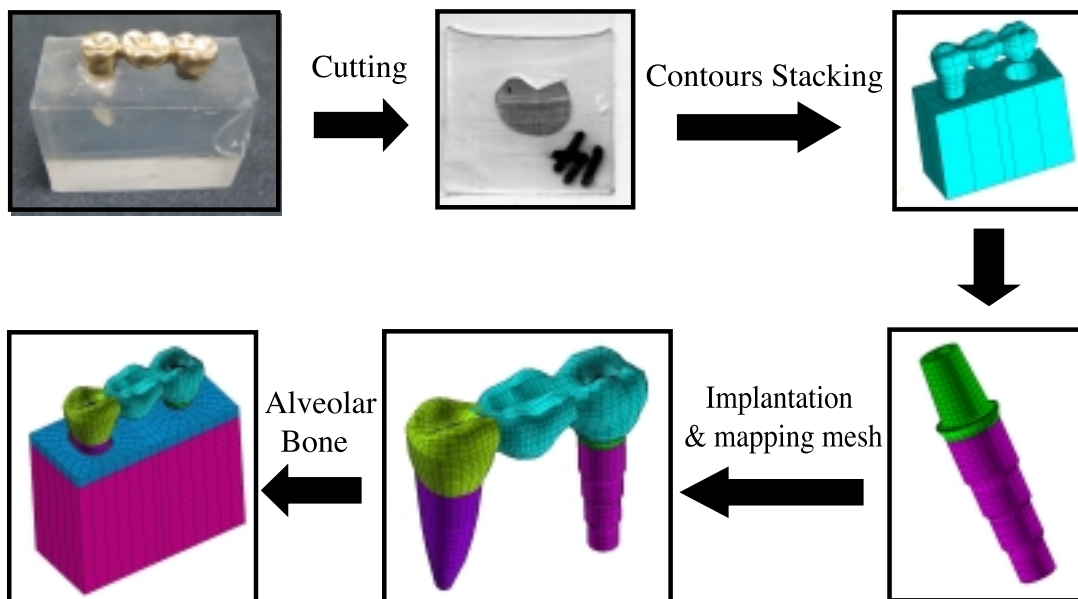 Cutting
Contours Stacking
Implantation
& mapping mesh
Alveolar
Bone